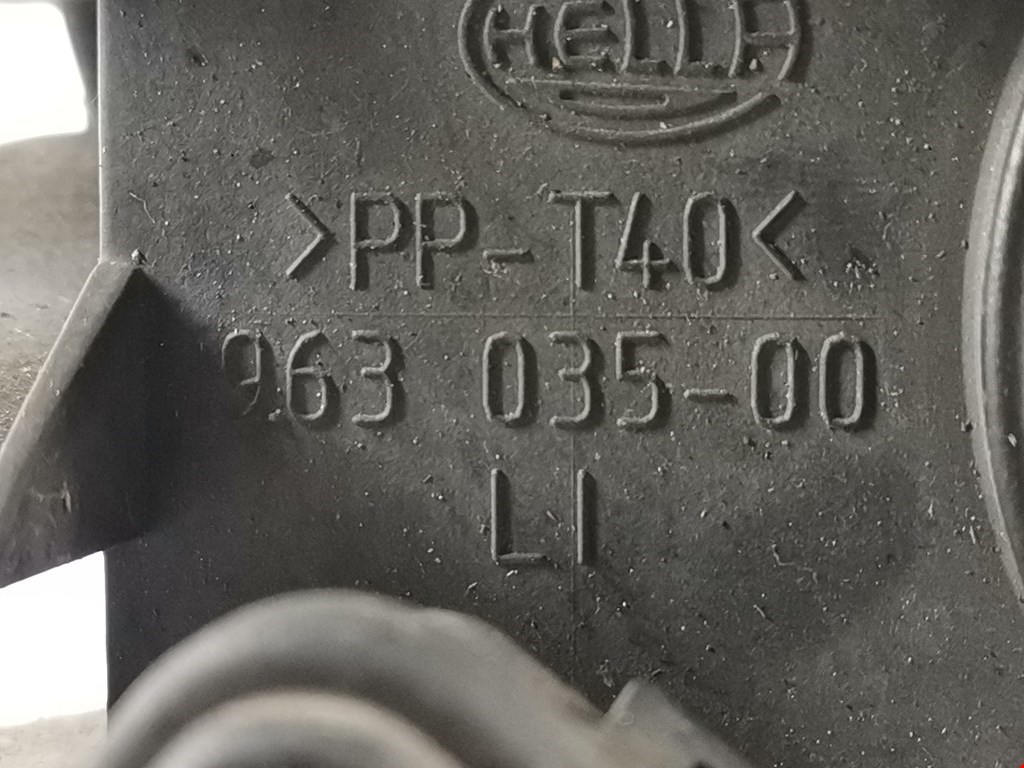 HELLA
>PP-T40<
963 035-00
LI